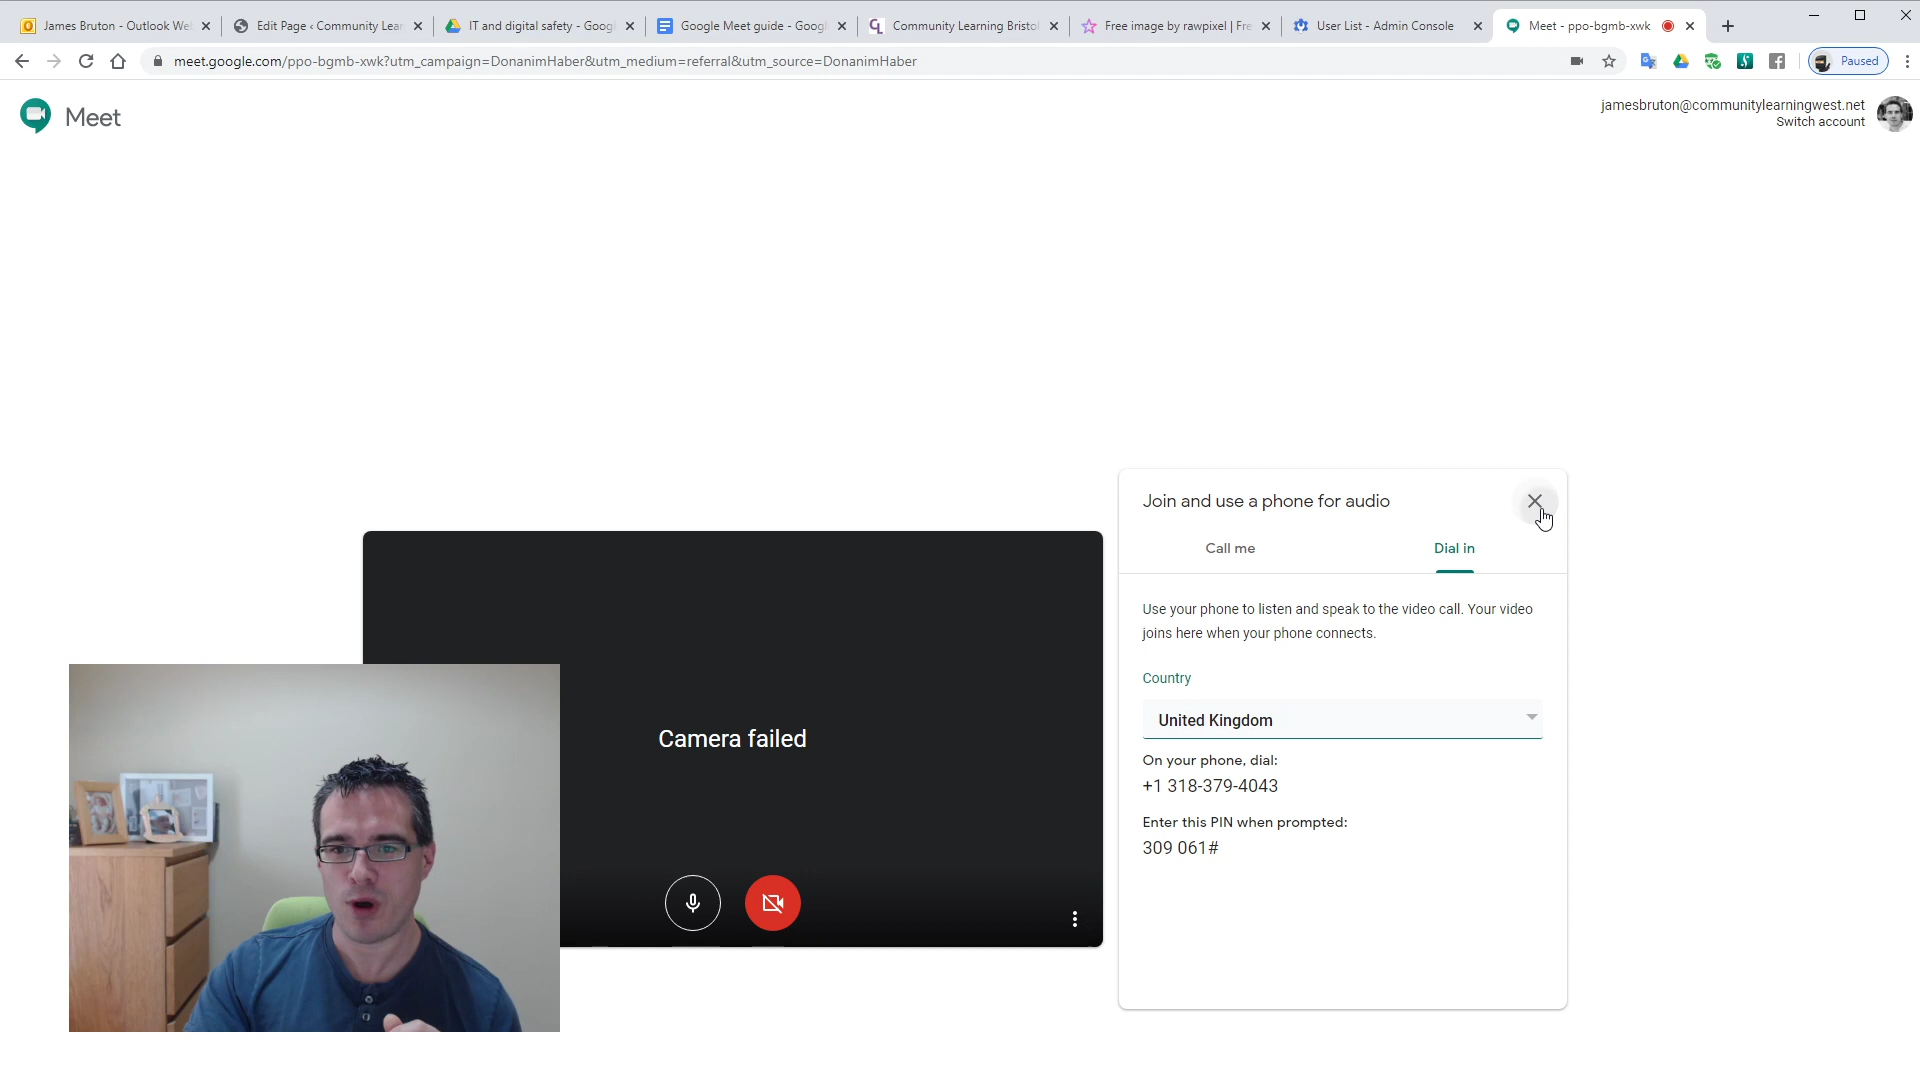 James Bruton - Outlook We
Edit Page ‹ Community Lear
IT and digital safety - Goog
Google Meet guide - Googl
Community Learning Bristol
Free image by rawpixel | Fre
User List - Admin Console
Meet - ppo-bgmb-xwk
meet.google.com/ppo-bgmb-xwk?utm_campaign=DonanimHaber&utm_medium=referral&utm_source=DonanimHaber
Paused
Meet
jamesbruton@communitylearningwest.net
Switch account
Join and use a phone for audio
Call me
Dial in
Use your phone to listen and speak to the video call. Your video
joins here when your phone connects.
Country
United Kingdom
On your phone, dial:
+1 318-379-4043
Enter this PIN when prompted:
309 061#
Camera failed